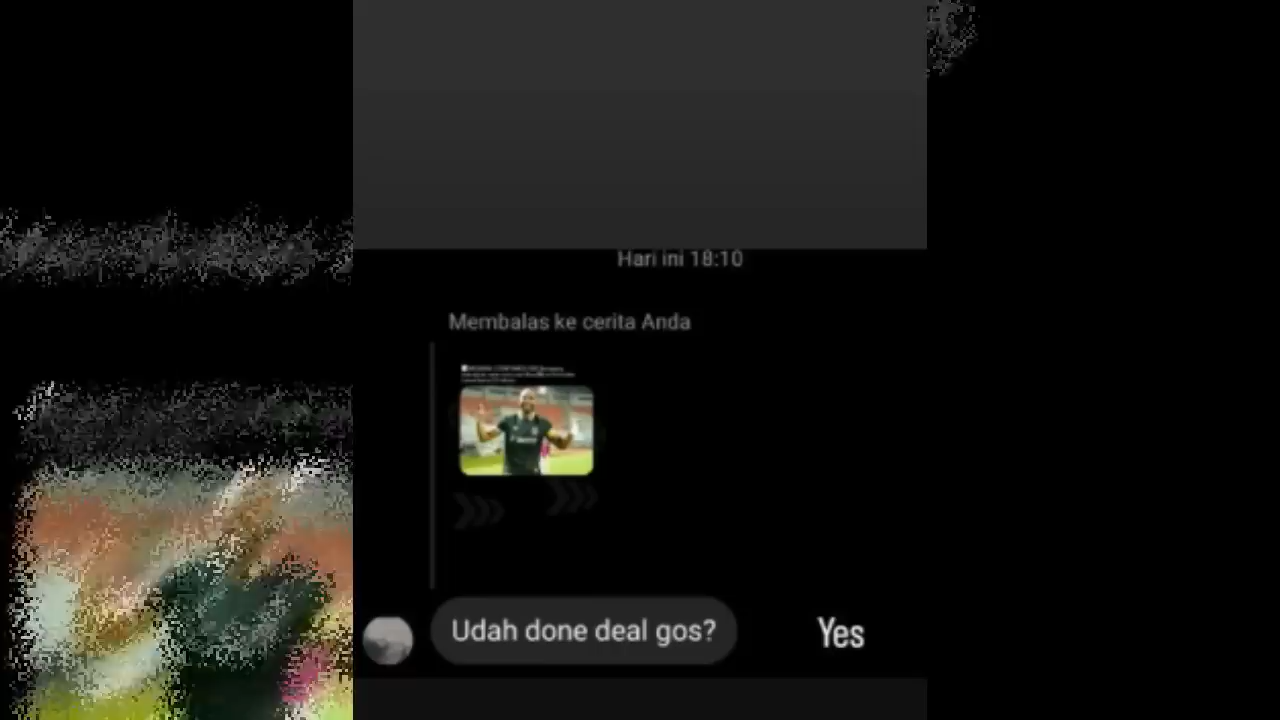 Hari ini 18:10
Membalas ke cerita Anda
Udah done deal gos?
Yes